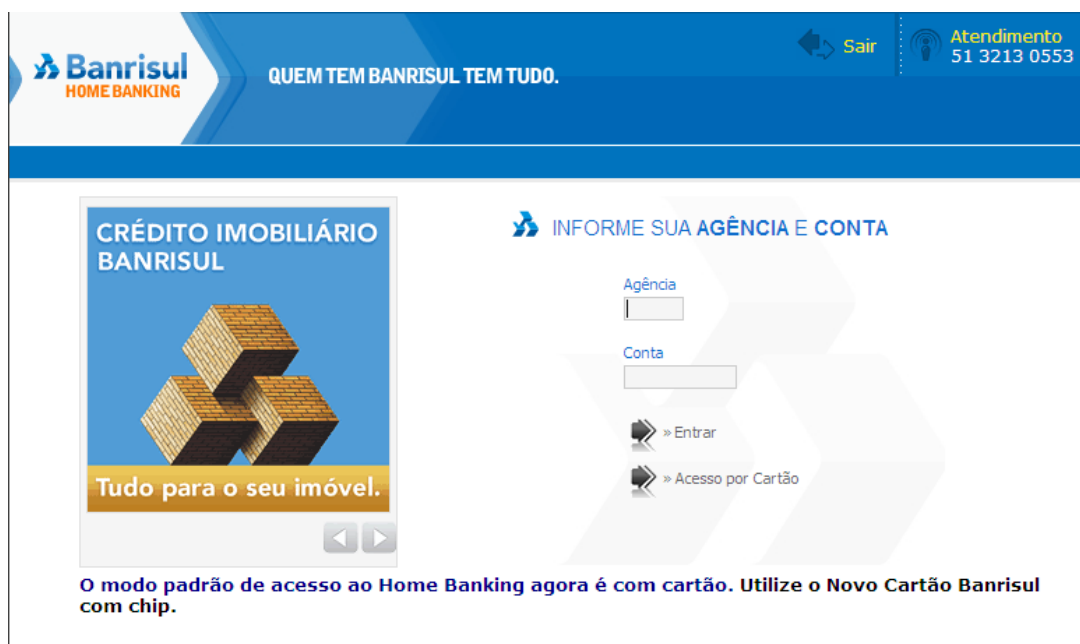 Banrisul
HOME BANKING
QUEM TEM BANRISUL TEM TUDO.
Sair
Atendimento
51 3213 0553
CRÉDITO IMOBILIÁRIO
BANRISUL
Tudo para o seu imóvel.
INFORME SUA AGÊNCIA E CONTA
Agência
Conta
» Entrar
» Acesso por Cartão
O modo padrão de acesso ao Home Banking agora é com cartão. Utilize o Novo Cartão Banrisul
com chip.